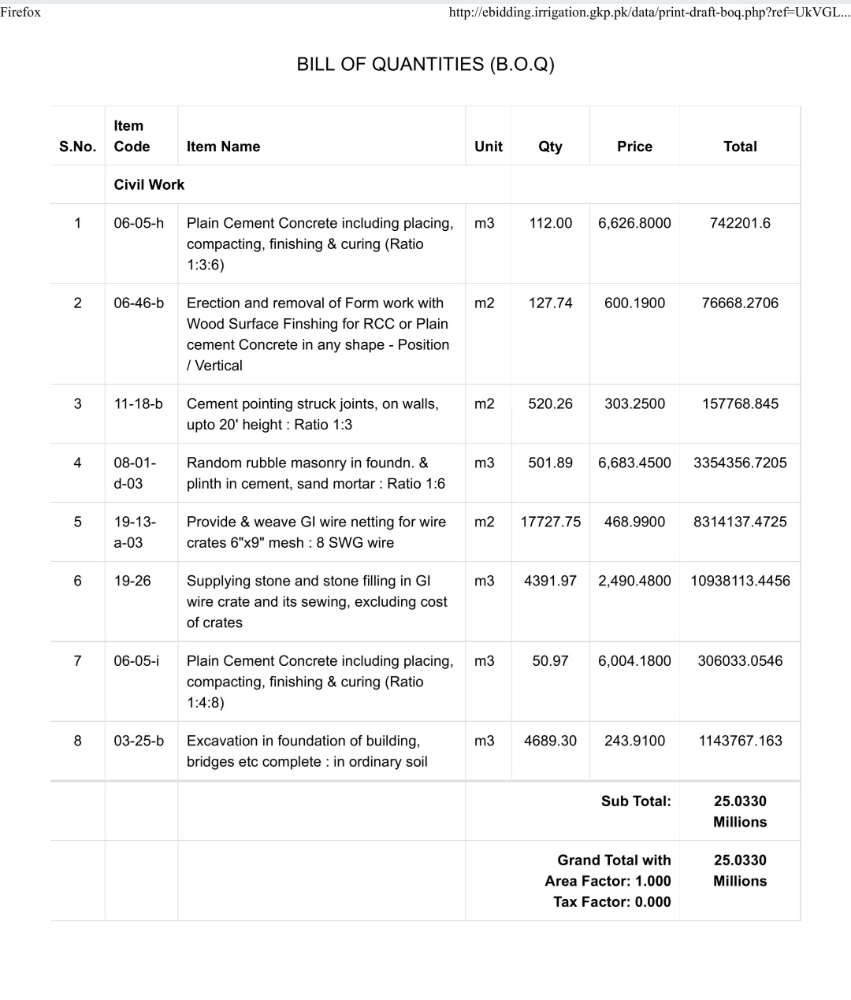 Firefox http://ebidding.irrigation.gkp.pk/data/print-draft-boq.php?ref=UkVGL...
BILL OF QUANTITIES (B.O.Q)
S.No. Item Code Item Name Unit Qty Price Total
Civil Work
1 06-05-h Plain Cement Concrete including placing, m3 112.00 6,626.8000 742201.6
compacting, finishing & curing (Ratio
1:3:6)
2 06-46-b Erection and removal of Form work with m2 127.74 600.1900 76668.2706
Wood Surface Finshing for RCC or Plain
cement Concrete in any shape - Position
/ Vertical
3 11-18-b Cement pointing struck joints, on walls, m2 520.26 303.2500 157768.845
upto 20' height : Ratio 1:3
4 08-01- Random rubble masonry in foundn. & m3 501.89 6,683.4500 3354356.7205
d-03 plinth in cement, sand mortar : Ratio 1:6
5 19-13- Provide & weave GI wire netting for wire m2 17727.75 468.9900 8314137.4725
a-03 crates 6"x9" mesh : 8 SWG wire
6 19-26 Supplying stone and stone filling in GI m3 4391.97 2,490.4800 10938113.4456
wire crate and its sewing, excluding cost
of crates
7 06-05-i Plain Cement Concrete including placing, m3 50.97 6,004.1800 306033.0546
compacting, finishing & curing (Ratio
1:4:8)
8 03-25-b Excavation in foundation of building, m3 4689.30 243.9100 1143767.163
bridges etc complete : in ordinary soil
Sub Total: 25.0330
Millions
Grand Total with 25.0330
Area Factor: 1.000 Millions
Tax Factor: 0.000